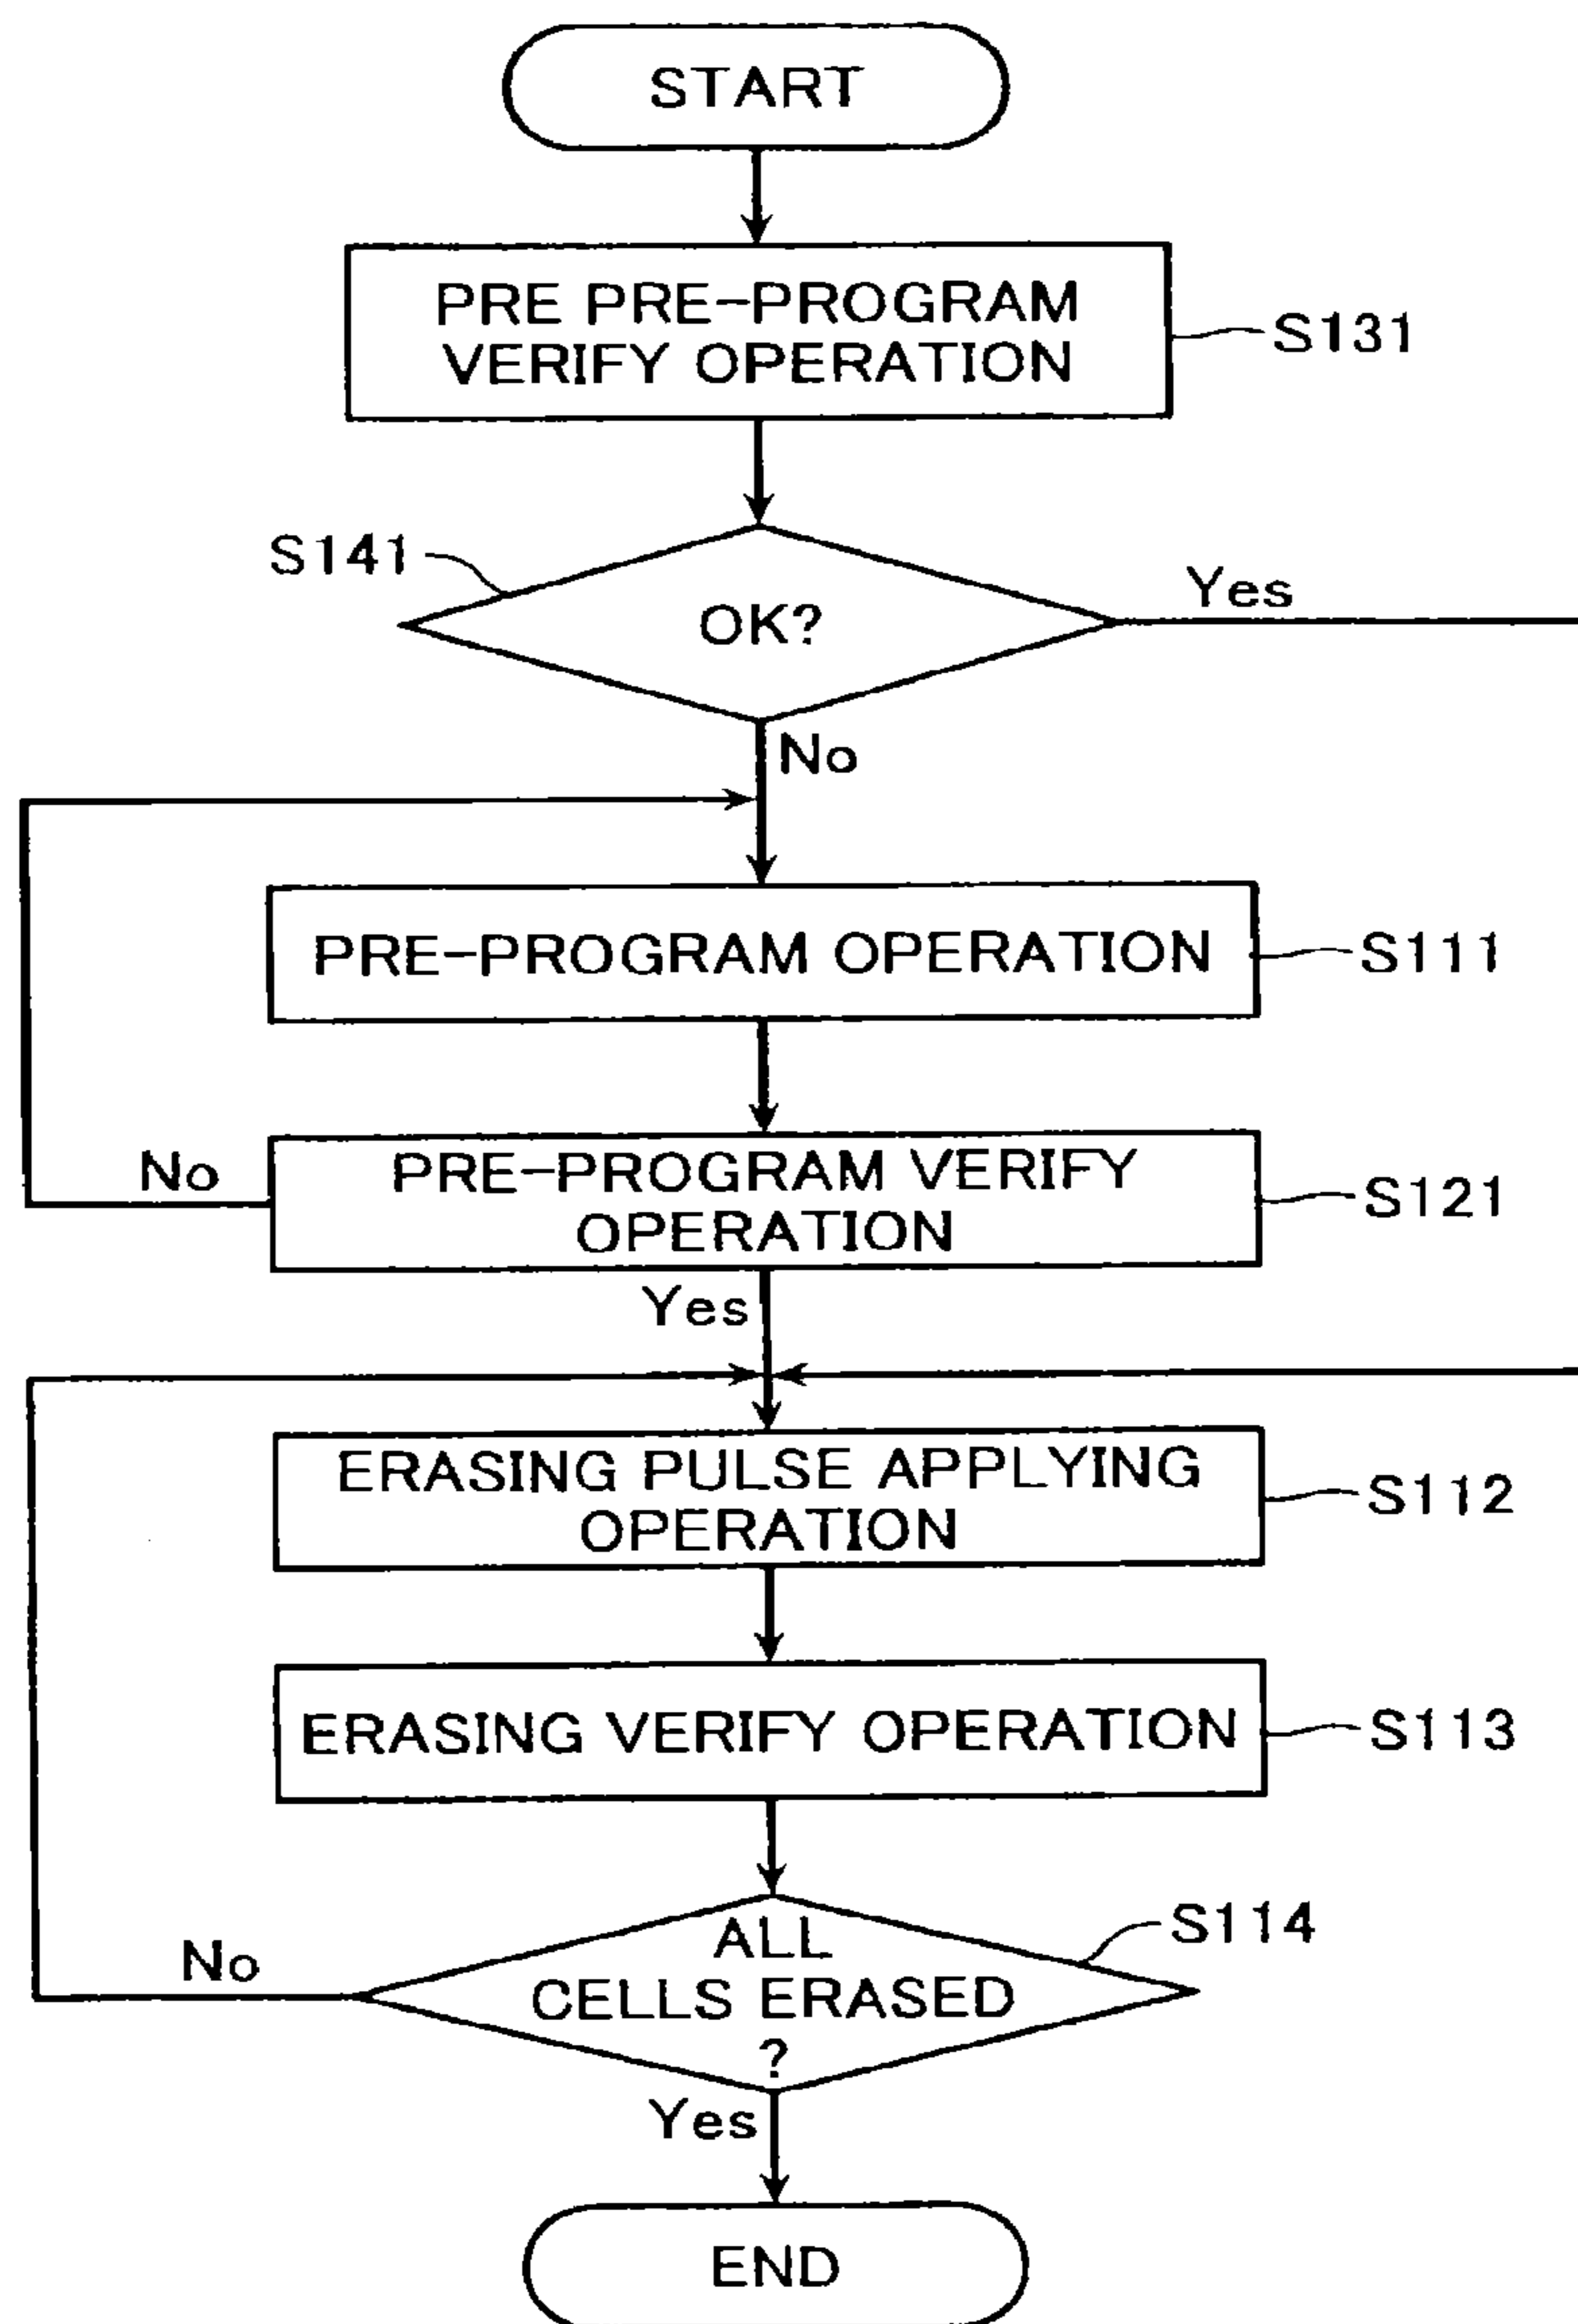 START
PRE PRE-PROGRAM
VERIFY OPERATION
S131
S141
OK?
Yes
No
PRE-PROGRAM OPERATION
S111
No
PRE-PROGRAM VERIFY
OPERATION
S121
Yes
ERASING PULSE APPLYING
OPERATION
S112
ERASING VERIFY OPERATION
S113
S114
No
ALL
CELLS ERASED
?
Yes
END